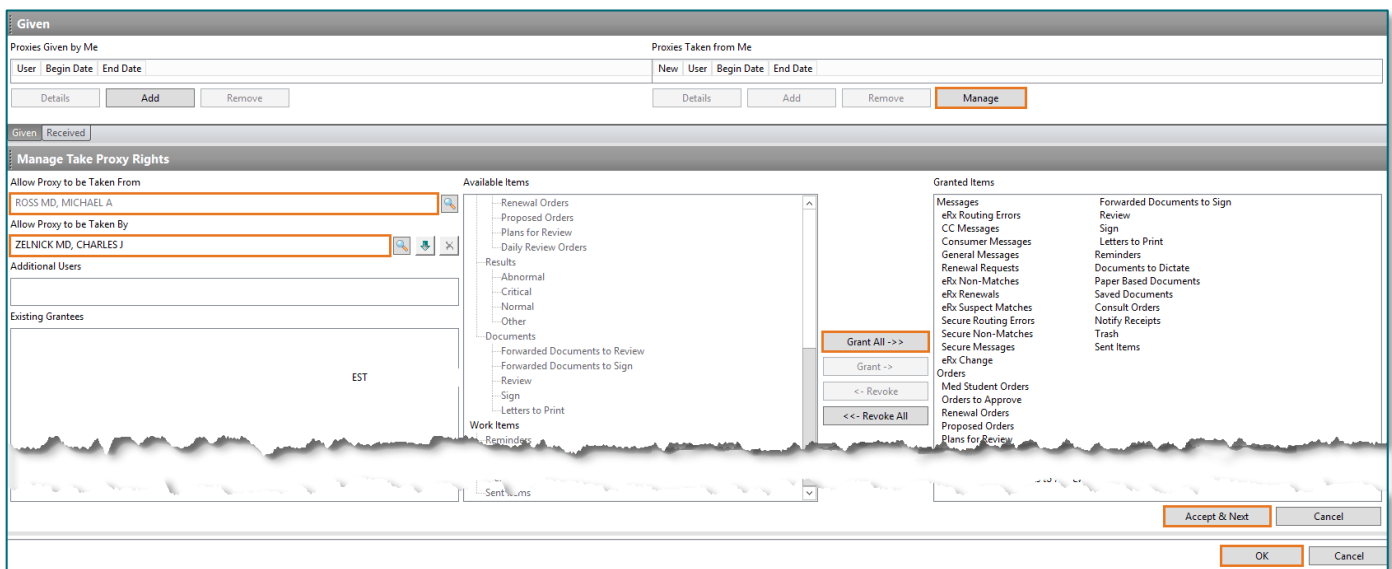 Given
Proxies Given by Me
User Begin Date End Date
Details Add Remove
Proxies Taken from Me
New User Begin Date End Date
Details Add Remove Manage
Given Received
Manage Take Proxy Rights
Allow Proxy to be Taken From
ROSS MD, MICHAEL A
Allow Proxy to be Taken By
ZELNICK MD, CHARLES J
Additional Users
Existing Grantees
EST
Available Items
Renewal Orders
Proposed Orders
Plans for Review
Daily Review Orders
Results
Abnormal
Critical
Normal
Other
Documents
Forwarded Documents to Review
Forwarded Documents to Sign
Review
Sign
Letters to Print
Work Items
Reminders
Sent Items
Grant All ->>
Grant ->
<- Revoke
<<- Revoke All
Granted Items
Messages
eRx Routing Errors
CC Messages
Consumer Messages
General Messages
Renewal Requests
eRx Non-Matches
eRx Renewals
eRx Suspect Matches
Secure Routing Errors
Secure Non-Matches
Secure Messages
eRx Change
Orders
Med Student Orders
Orders to Approve
Renewal Orders
Proposed Orders
Plans for Review
Forwarded Documents to Sign
Review
Sign
Letters to Print
Reminders
Documents to Dictate
Paper Based Documents
Saved Documents
Consult Orders
Notify Receipts
Trash
Sent Items
Accept & Next Cancel
OK Cancel